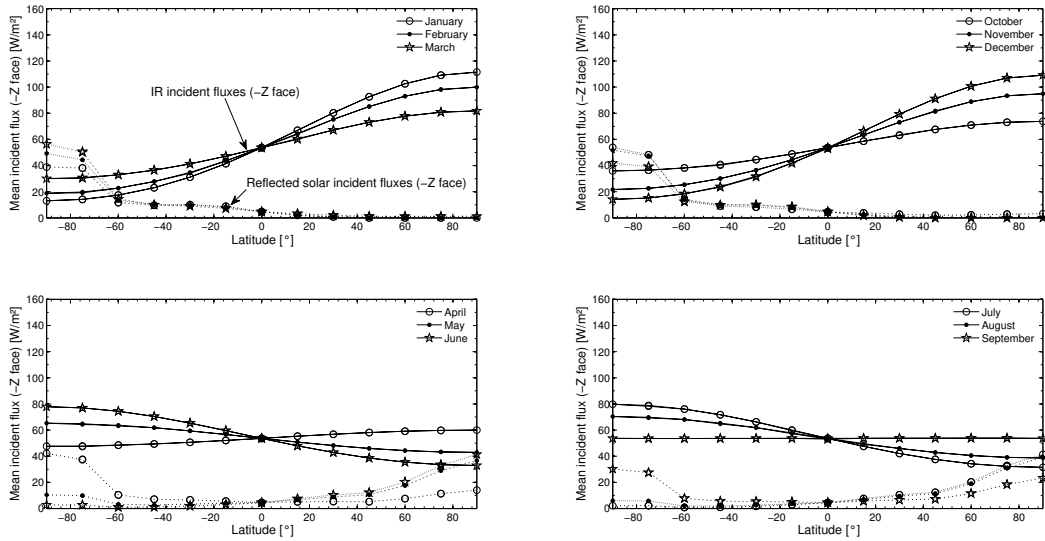 Mean incident flux (−Z face) [W/m²]
160
140
120
100
80
60
40
20
0
January
February
March
IR incident fluxes (−Z face)
Reflected solar incident fluxes (−Z face)
−80 −60 −40 −20 0 20 40 60 80
Latitude [°]
Mean incident flux (−Z face) [W/m²]
160
140
120
100
80
60
40
20
0
October
November
December
−80 −60 −40 −20 0 20 40 60 80
Latitude [°]
Mean incident flux (−Z face) [W/m²]
160
140
120
100
80
60
40
20
0
April
May
June
−80 −60 −40 −20 0 20 40 60 80
Latitude [°]
Mean incident flux (−Z face) [W/m²]
160
140
120
100
80
60
40
20
0
July
August
September
−80 −60 −40 −20 0 20 40 60 80
Latitude [°]